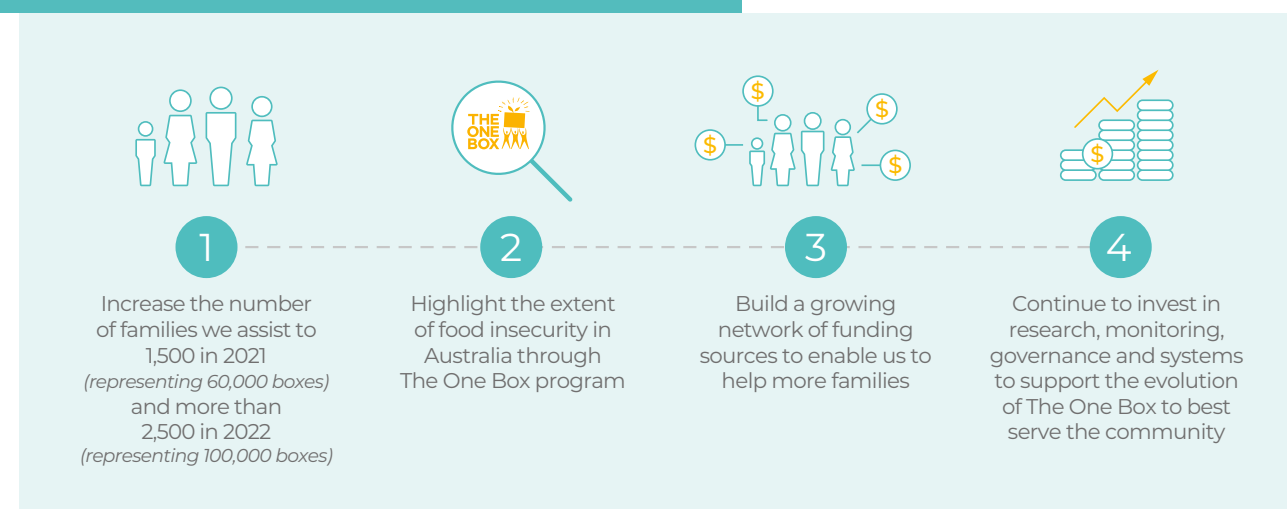 THE
ONE
BOX
$
$
$
$
$
1
2
3
4
Increase the number
of families we assist to
1,500 in 2021
(representing 60,000 boxes)
and more than
2,500 in 2022
(representing 100,000 boxes)
Highlight the extent
of food insecurity in
Australia through
The One Box program
Build a growing
network of funding
sources to enable us to
help more families
Continue to invest in
research, monitoring,
governance and systems
to support the evolution
of The One Box to best
serve the community